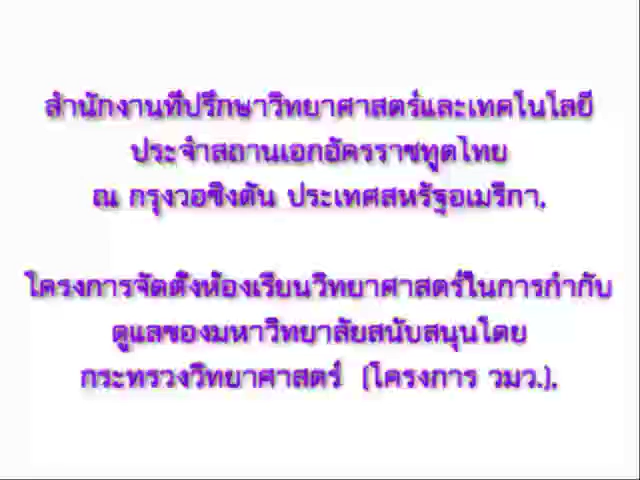 สำนักงานที่ปรึกษาวิทยาศาสตร์และเทคโนโลยี
ประจำสถานเอกอัครราชทูตไทย
ณ กรุงวอชิงตัน ประเทศสหรัฐอเมริกา,
โครงการจัดตั้งห้องเรียนวิทยาศาสตร์ในการกำกับ
ดูแลของมหาวิทยาลัยสนับสนุนโดย
กระทรวงวิทยาศาสตร์ (โครงการ วมว.),